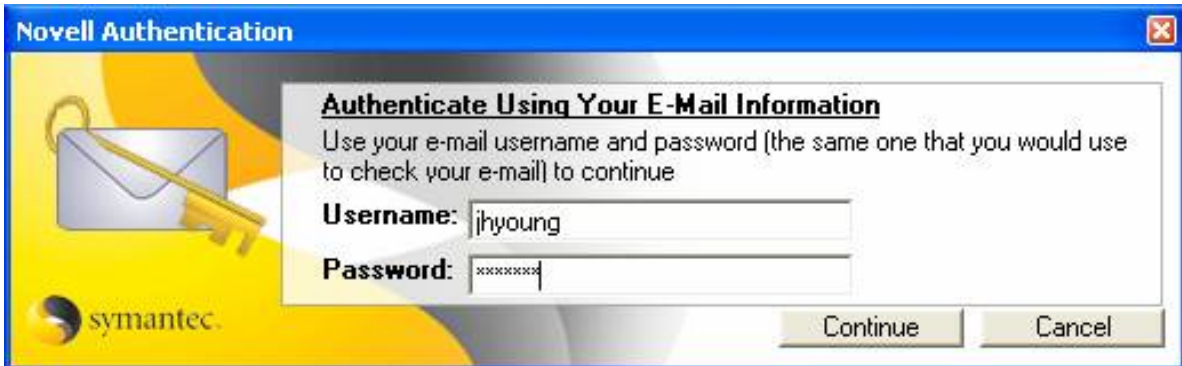 Novell Authentication
Authenticate Using Your E-Mail Information
Use your e-mail username and password (the same one that you would use
to check your e-mail) to continue
Username: jhyoung
Password: xxxxxxx
symantec.
Continue Cancel